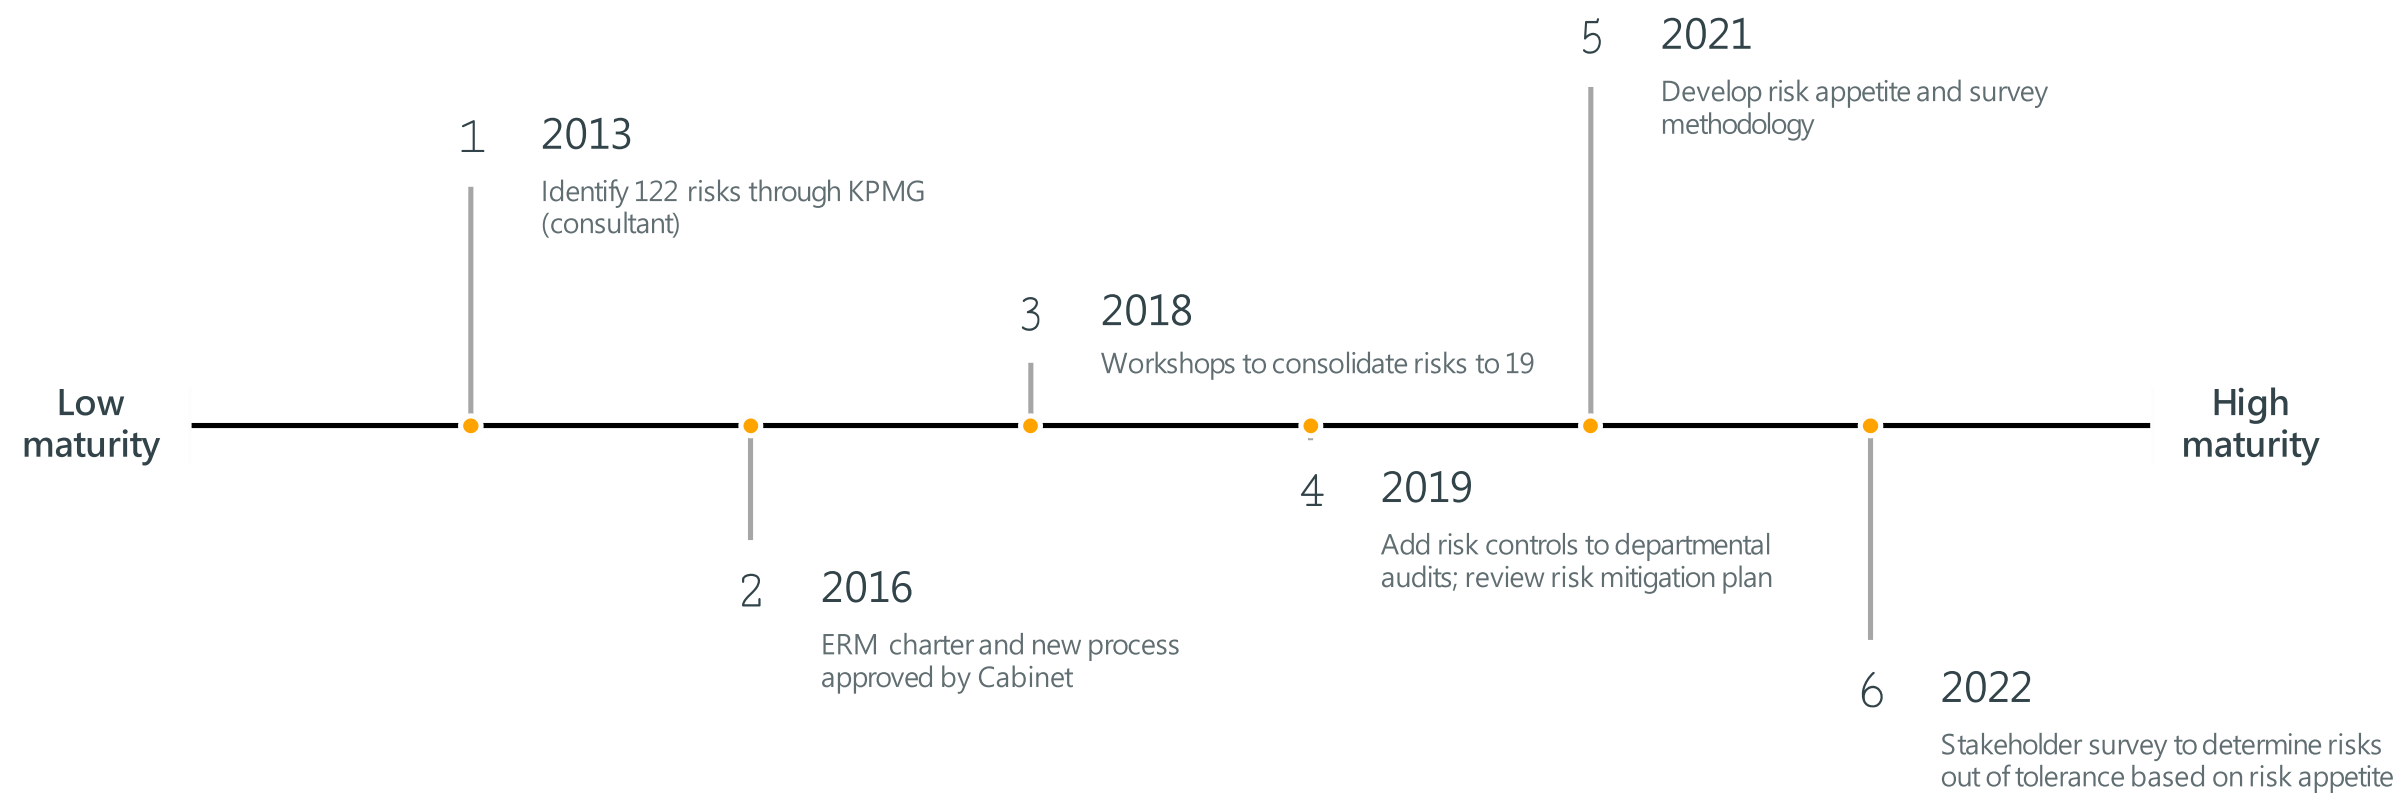 Low
maturity
1
2013
Identify 122 risks through KPMG
(consultant)
2
2016
ERM charter and new process
approved by Cabinet
3
2018
Workshops to consolidate risks to 19
4
2019
Add risk controls to departmental
audits; review risk mitigation plan
5
2021
Develop risk appetite and survey
methodology
6
2022
Stakeholder survey to determine risks
out of tolerance based on risk appetite
High
maturity